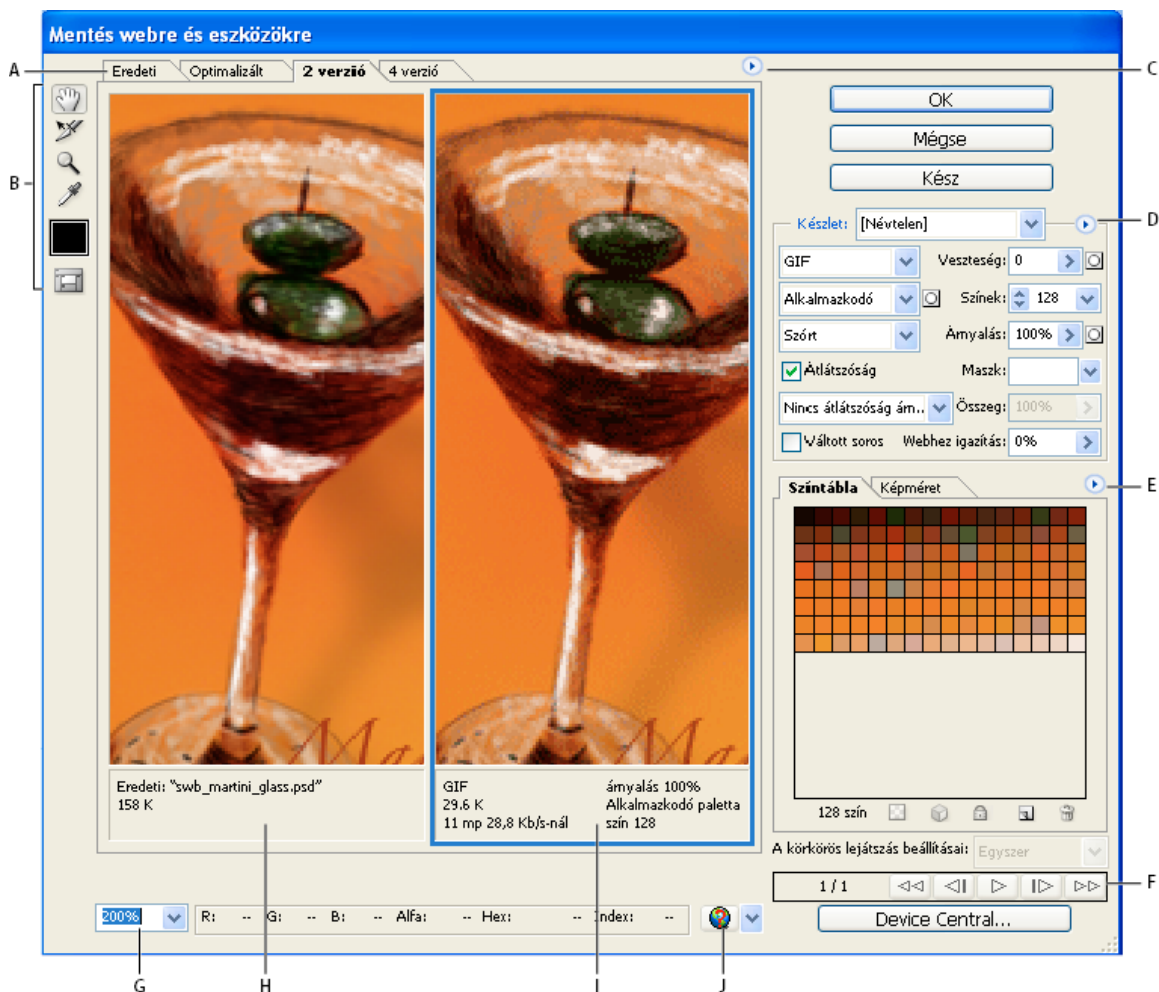 Mentés webre és eszközökre
A
Eredeti
Optimalizált
2 verzió
4 verzió
C
B
OK
Mégse
Kész
D
Készlet: [Névtelen]
GIF
Veszteség: 0
Alkalmazkodó
Színek: 128
Szórt
Árnyalás: 100%
Átlátszóság
Maszk:
Nincs átlátszóság ám..
Összeg: 100%
Váltott soros
Webhez igazítás: 0%
E
Színtábla
Képméret
Ma
Ma
Eredeti: "swb_martini_glass.psd"
158 K
GIF
árnyalás 100%
29.6 K
Alkalmazkodó paletta
11 mp 28,8 Kb/s-nál
szín 128
128 szín
A körkörös lejátszás beállításai: Egyszer
1 / 1
F
200%
R: -- G: -- B: -- Alfa: -- Hex: -- Index: --
Device Central...
G
H
I
J